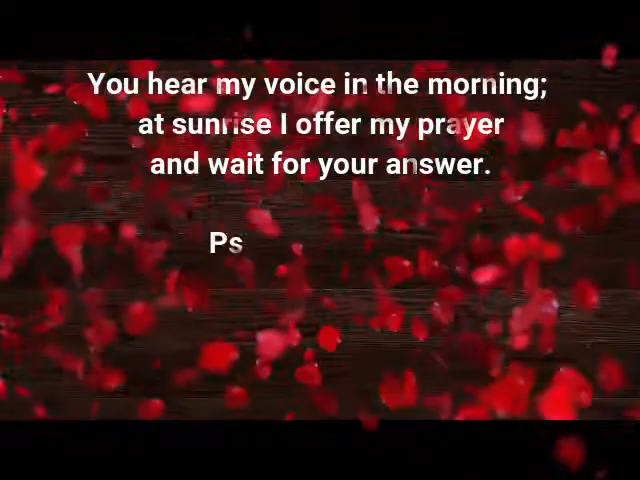 You hear my voice in the morning;
at sunrise I offer my prayer
and wait for your answer.
Ps